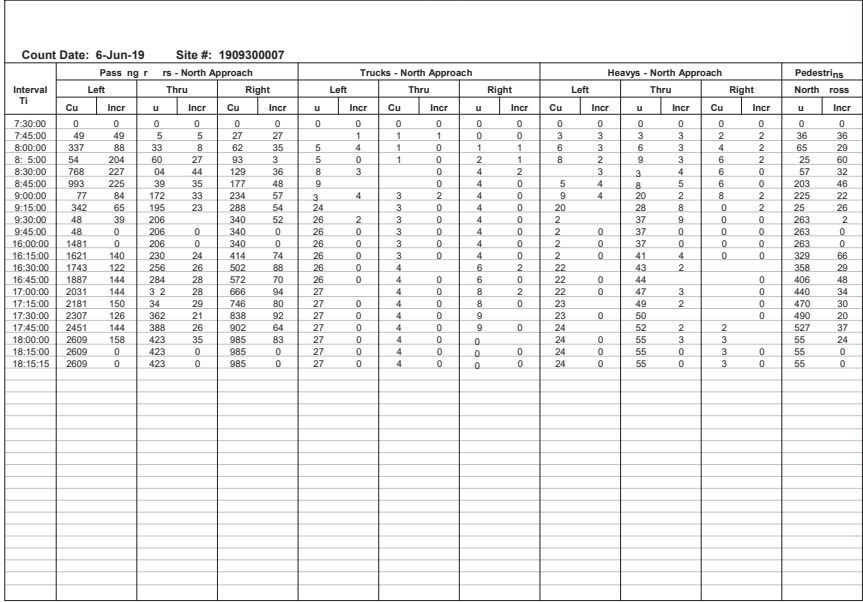 Count Date: 6-Jun-19 Site #: 1909300007
Pass ng r rs - North Approach Trucks - North Approach Heavys - North Approach Pedestrins
Interval Left Thru Right Left Thru Right Left Thru Right North ross
Ti Cu Incr u Incr Cu Incr u Incr Cu Incr u Incr Cu Incr u Incr Cu Incr u Incr
7:30:00 0 0 0 0 0 0 0 0 0 0 0 0 0 0 0 0 0 0 0 0
7:45:00 49 49 5 5 27 27 1 1 1 0 0 3 3 3 3 2 2 36 36
8:00:00 337 88 33 8 62 35 5 4 1 0 1 1 6 3 6 3 4 2 65 29
8: 5:00 54 204 60 27 93 3 5 0 1 0 2 1 8 2 9 3 6 2 25 60
8:30:00 768 227 04 44 129 36 8 3 0 4 2 3 3 4 6 0 57 32
8:45:00 993 225 39 35 177 48 9 0 4 0 5 4 8 5 6 0 203 46
9:00:00 77 84 172 33 234 57 3 4 3 2 4 0 9 4 20 2 8 2 225 22
9:15:00 342 65 195 23 288 54 24 3 0 4 0 20 28 8 0 2 25 26
9:30:00 48 39 206 340 52 26 2 3 0 4 0 2 37 9 0 0 263 2
9:45:00 48 0 206 0 340 0 26 0 3 0 4 0 2 0 37 0 0 0 263 0
16:00:00 1481 0 206 0 340 0 26 0 3 0 4 0 2 0 37 0 0 0 263 0
16:15:00 1621 140 230 24 414 74 26 0 3 0 4 0 2 0 41 4 0 0 329 66
16:30:00 1743 122 256 26 502 88 26 0 4 6 2 22 43 2 358 29
16:45:00 1887 144 284 28 572 70 26 0 4 0 6 0 22 0 44 0 406 48
17:00:00 2031 144 3 2 28 666 94 27 4 0 8 2 22 0 47 3 0 440 34
17:15:00 2181 150 34 29 746 80 27 0 4 0 8 0 23 49 2 0 470 30
17:30:00 2307 126 362 21 838 92 27 0 4 0 9 23 0 50 0 490 20
17:45:00 2451 144 388 26 902 64 27 0 4 0 9 0 24 52 2 2 527 37
18:00:00 2609 158 423 35 985 83 27 0 4 0 0 24 0 55 3 3 55 24
18:15:00 2609 0 423 0 985 0 27 0 4 0 0 0 24 0 55 0 3 0 55 0
18:15:15 2609 0 423 0 985 0 27 0 4 0 0 0 24 0 55 0 3 0 55 0